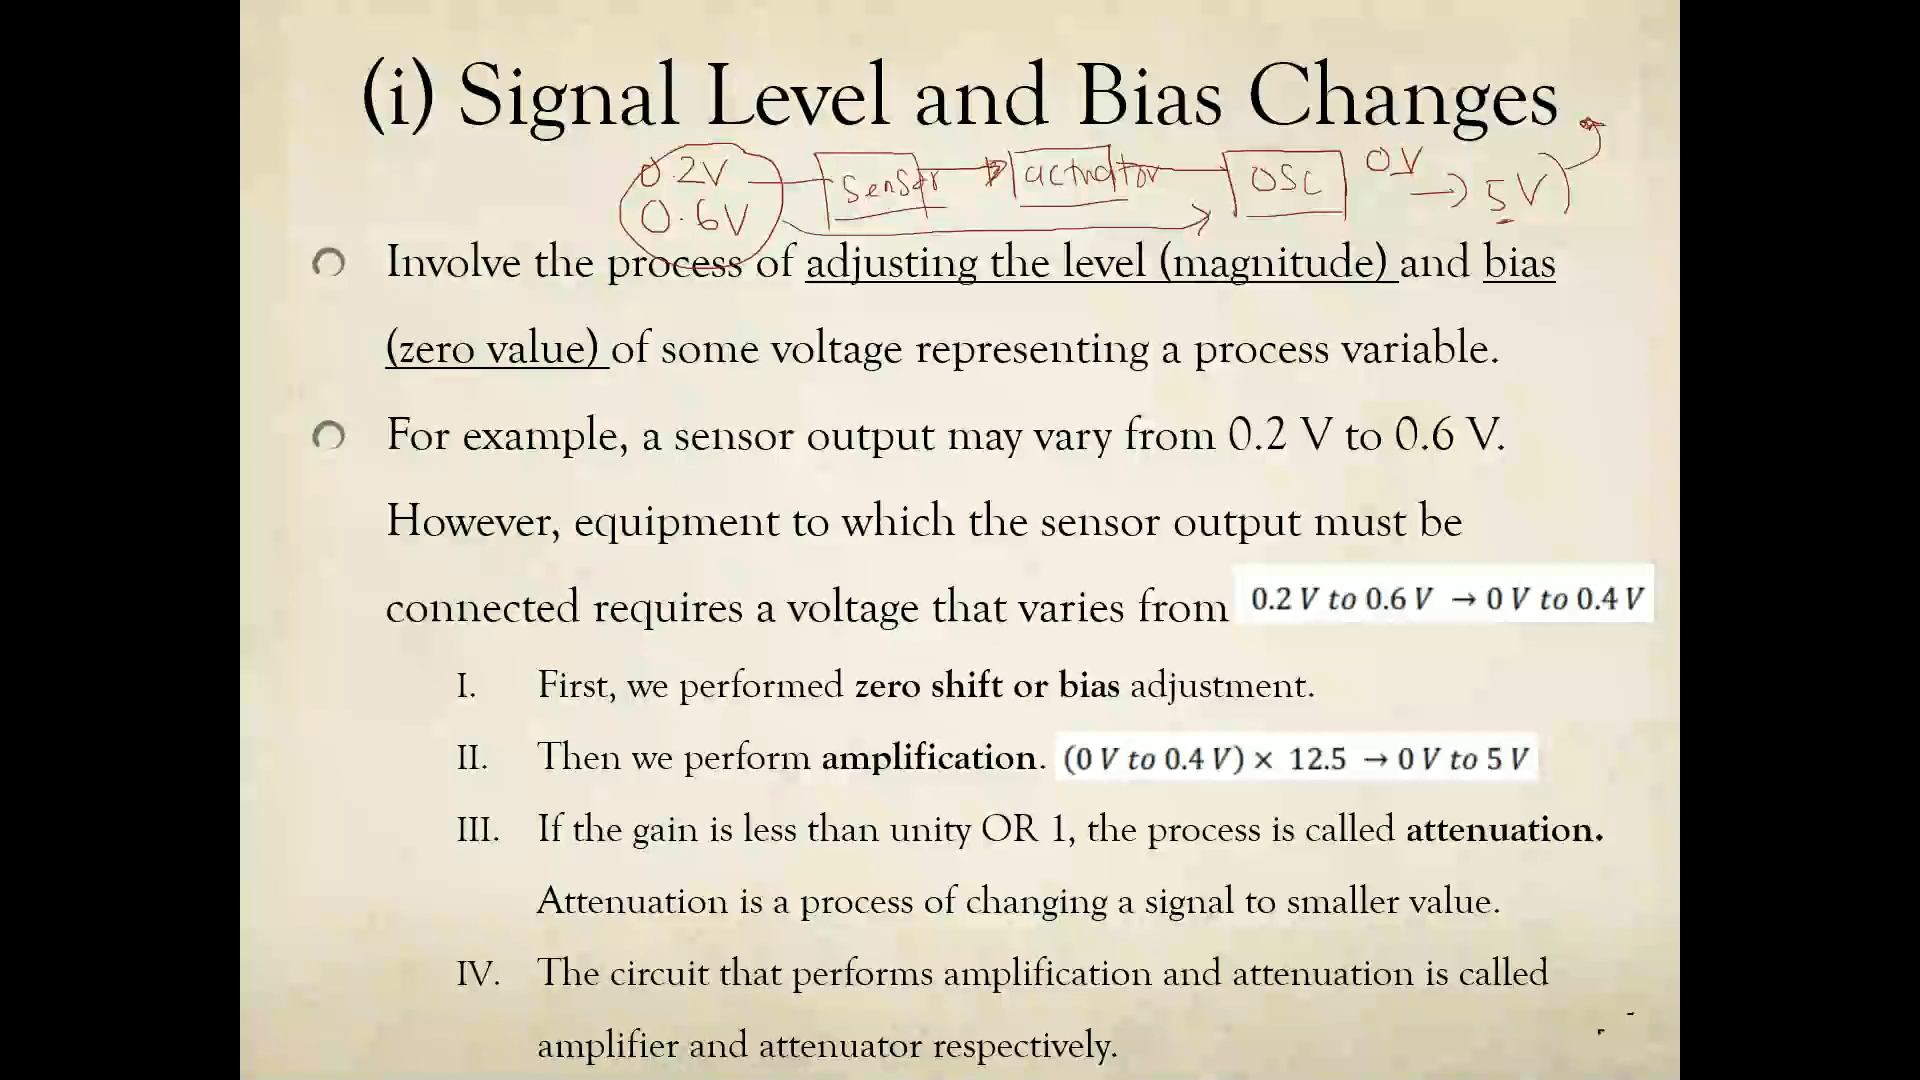 (i) Signal Level and Bias Changes
0.2V sensor actuator OSC 0V → 5V
0.6V
Involve the process of adjusting the level (magnitude) and bias
(zero value) of some voltage representing a process variable.
For example, a sensor output may vary from 0.2 V to 0.6 V.
However, equipment to which the sensor output must be
connected requires a voltage that varies from 0.2 V to 0.6 V → 0 V to 0.4 V
I. First, we performed zero shift or bias adjustment.
II. Then we perform amplification. (0 V to 0.4 V) × 12.5 → 0 V to 5 V
III. If the gain is less than unity OR 1, the process is called attenuation.
Attenuation is a process of changing a signal to smaller value.
IV. The circuit that performs amplification and attenuation is called
amplifier and attenuator respectively.